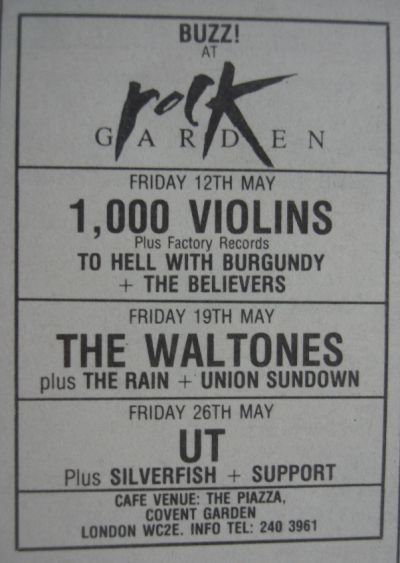 BUZZ!
AT
rock
GARDEN
FRIDAY 12TH MAY
1,000 VIOLINS
Plus Factory Records
TO HELL WITH BURGUNDY
+ THE BELIEVERS
FRIDAY 19TH MAY
THE WALTONES
plus THE RAIN + UNION SUNDOWN
FRIDAY 26TH MAY
UT
Plus SILVERFISH + SUPPORT
CAFE VENUE: THE PIAZZA,
COVENT GARDEN
LONDON WC2E. INFO TEL: 240 3961